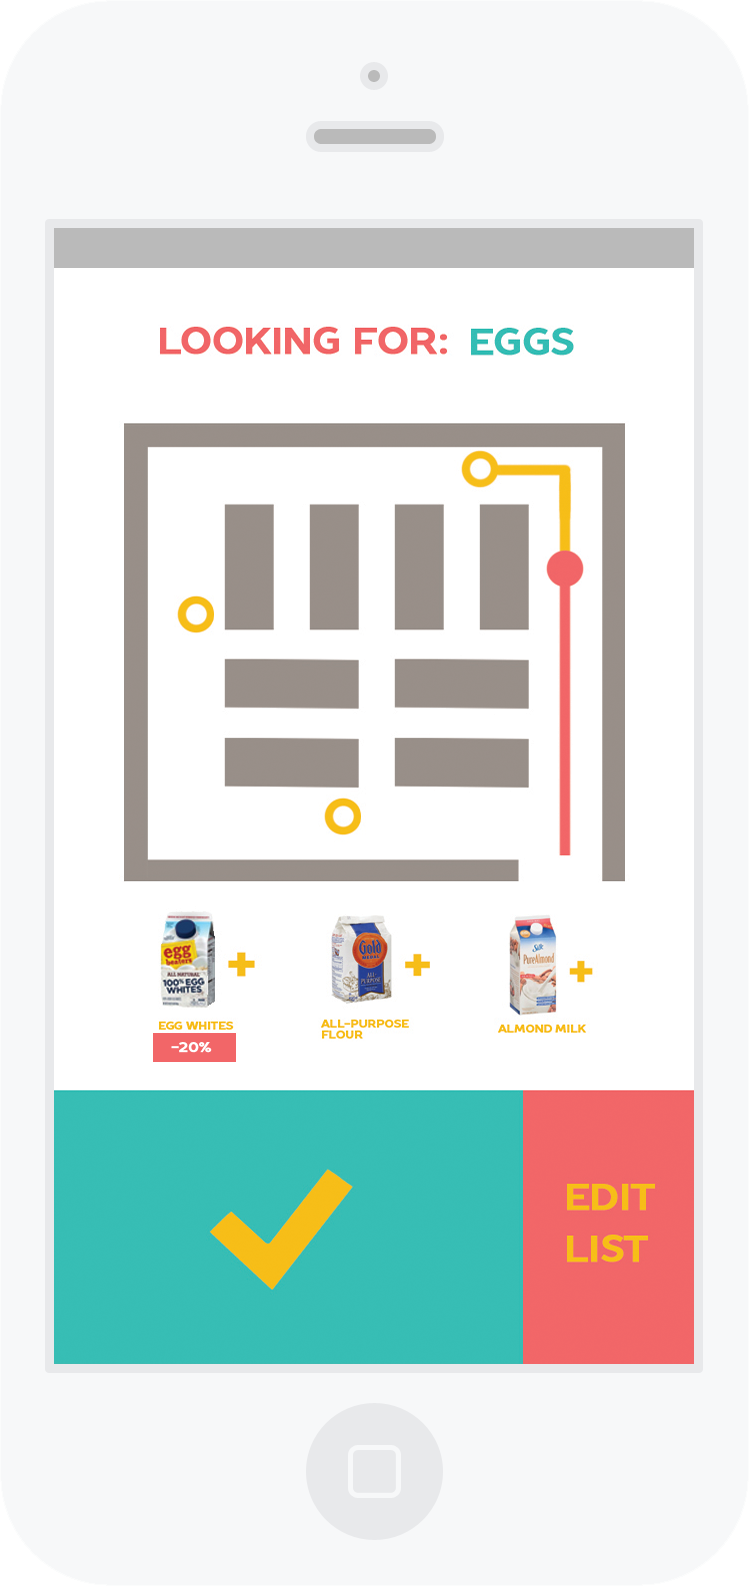 LOOKING FOR: EGGS
egg
beaters
ALL NATURAL
100% EGG
WHITES
Gold
MEDAL
ALL
PURPOSE
Silk
PureAlmond
EGG WHITES
-20%
ALL-PURPOSE
FLOUR
ALMOND MILK
EDIT
LIST